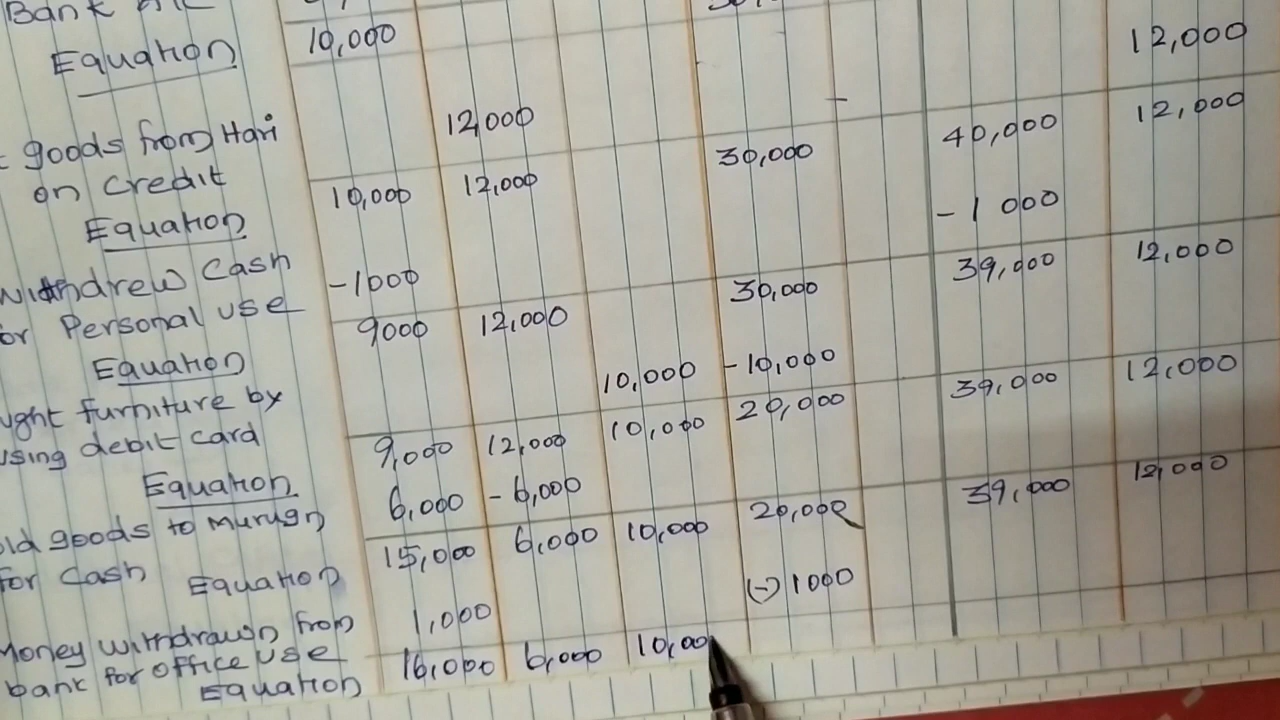 Bank A/c
Equation 10,000 12,000
goods from Hari 12,000
on credit 30,000 40,000 12,000
Equation 10,000 12,000
withdrew cash -1000 - 1 000
or Personal use 30,000 39,000 12,000
Equation 9000 12,000
ught furniture by 10,000 -10,000
using debit card 9,000 12,000 10,000 20,000 39,000 12,000
Equation
old goods to murugn 6,000 -6,000
for cash Equation 15,000 6,000 10,000 20,000 39,000 12,000
Money withdrawn from 1,000 (-) 1000
bank for office use
Equation 16,000 6,000 10,00